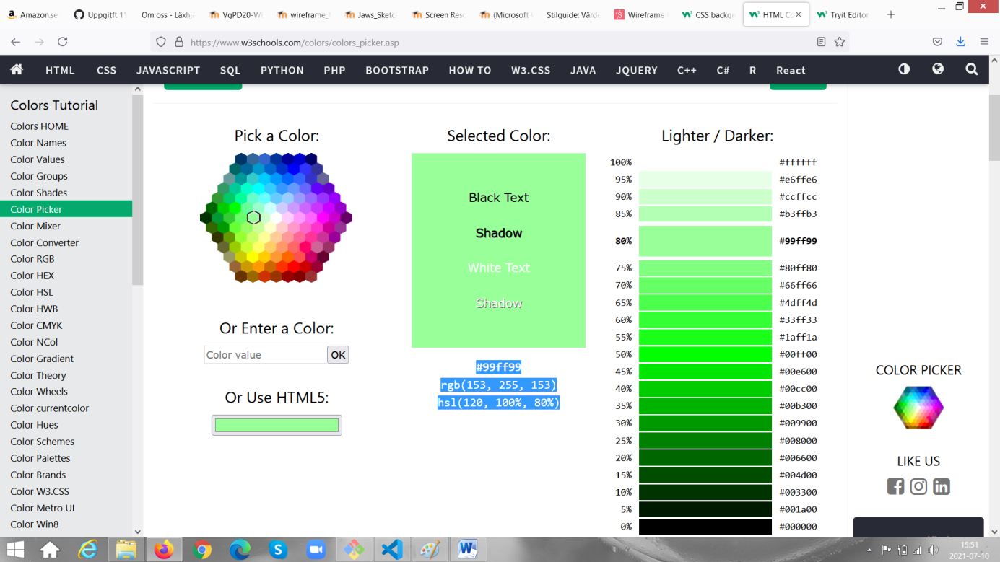 Amazon.se
Uppgitft 11
Om oss - Läxhj
VgPD20-WI
wireframe_
Jaws_Sketch
Screen Reso
(Microsoft W
Stilguide: Värde
Wireframe
CSS backgr
HTML Co
Tryit Editor
https://www.w3schools.com/colors/colors_picker.asp
HTML CSS JAVASCRIPT SQL PYTHON PHP BOOTSTRAP HOW TO W3.CSS JAVA JQUERY C++ C# R React
Colors Tutorial
Colors HOME
Color Names
Color Values
Color Groups
Color Shades
Color Picker
Color Mixer
Color Converter
Color RGB
Color HEX
Color HSL
Color HWB
Color CMYK
Color NCol
Color Gradient
Color Theory
Color Wheels
Color currentcolor
Color Hues
Color Schemes
Color Palettes
Color Brands
Color W3.CSS
Color Metro UI
Color Win8
Pick a Color:
Or Enter a Color:
Color value OK
Or Use HTML5:
Selected Color:
Black Text
Shadow
White Text
Shadow
#99ff99
rgb(153, 255, 153)
hsl(120, 100%, 80%)
Lighter / Darker:
100% #ffffff
95% #e6ffe6
90% #ccffcc
85% #b3ffb3
80% #99ff99
75% #80ff80
70% #66ff66
65% #4dff4d
60% #33ff33
55% #1aff1a
50% #00ff00
45% #00e600
40% #00cc00
35% #00b300
30% #009900
25% #008000
20% #006600
15% #004d00
10% #003300
5% #001a00
0% #000000
COLOR PICKER
LIKE US
15:51
2021-07-10